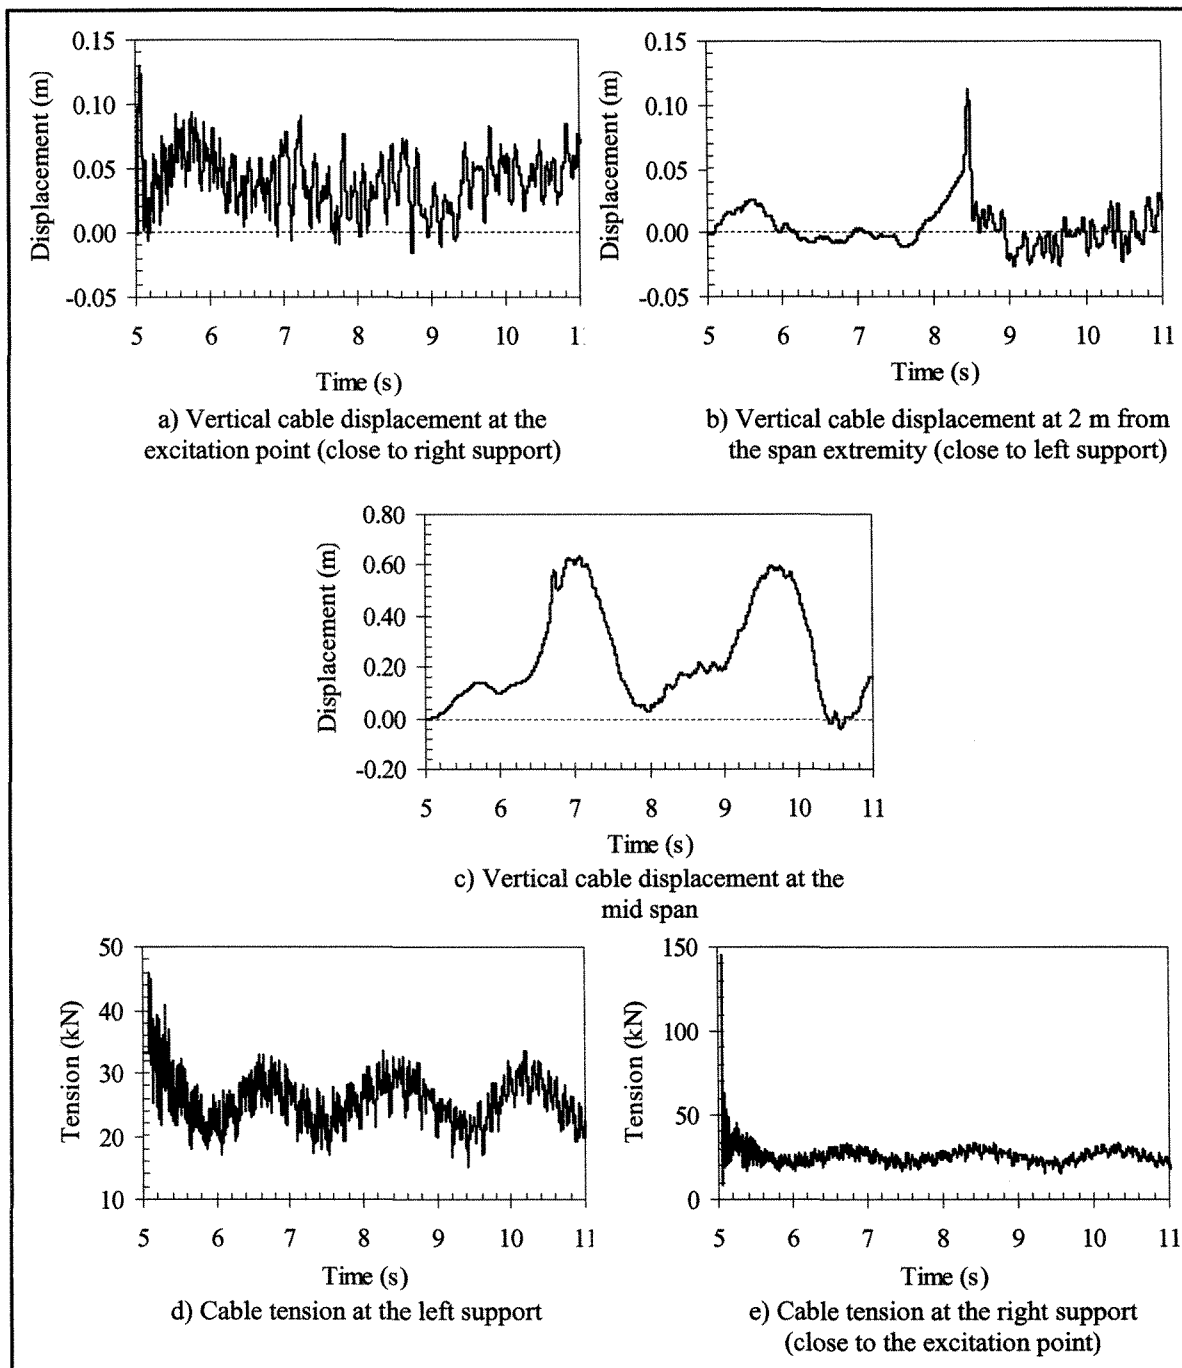 0.15
0.10
0.05
0.00
-0.05
Displacement (m)
5 6 7 8 9 10 1
Time (s)
a) Vertical cable displacement at the
excitation point (close to right support)
0.15
0.10
0.05
0.00
-0.05
Displacement (m)
5 6 7 8 9 10 11
Time (s)
b) Vertical cable displacement at 2 m from
the span extremity (close to left support)
0.80
0.60
0.40
0.20
0.00
-0.20
Displacement (m)
5 6 7 8 9 10 11
Time (s)
c) Vertical cable displacement at the
mid span
50
40
30
20
10
Tension (kN)
5 6 7 8 9 10 11
Time (s)
d) Cable tension at the left support
150
100
50
0
Tension (kN)
5 6 7 8 9 10 11
Time (s)
e) Cable tension at the right support
(close to the excitation point)